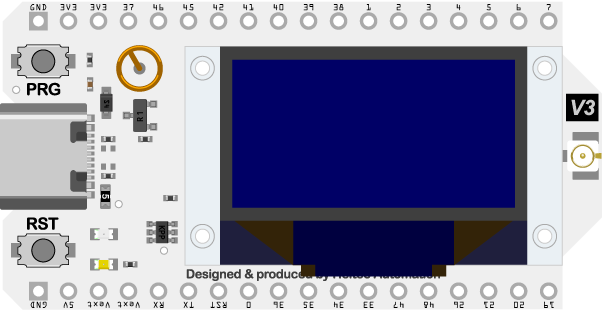 GND 3V3 3V3 37 46 45 42 41 40 39 38 1 2 3 4 5 6 7
PRG
V3
RST
Designed & produced by Heltec Automation
GND 5V Vext Vext RX TX RST 0 36 35 34 33 47 48 26 21 20 19